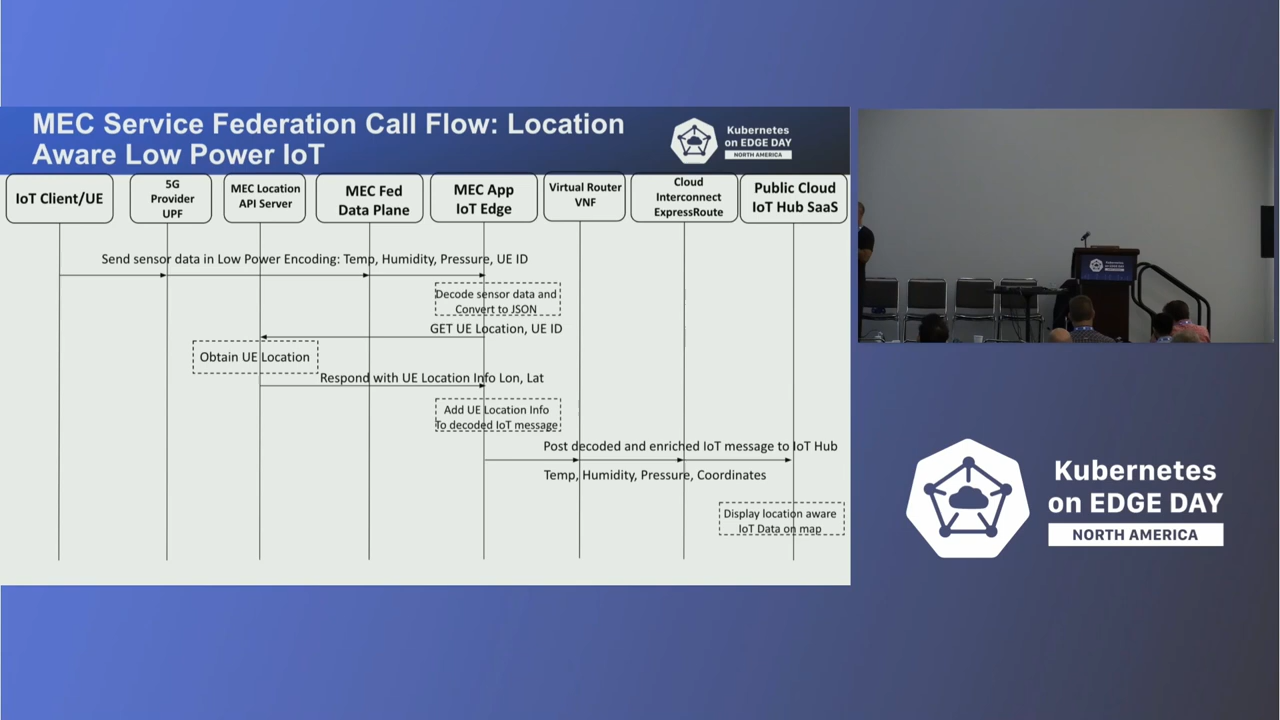 MEC Service Federation Call Flow: Location
Aware Low Power IoT
Kubernetes
on EDGE DAY
NORTH AMERICA
IoT Client/UE
5G
Provider
UPF
MEC Location
API Server
MEC Fed
Data Plane
MEC App
IoT Edge
Virtual Router
VNF
Cloud
Interconnect
ExpressRoute
Public Cloud
IoT Hub SaaS
Send sensor data in Low Power Encoding: Temp, Humidity, Pressure, UE ID
Decode sensor data and
Convert to JSON
GET UE Location, UE ID
Obtain UE Location
Respond with UE Location Info Lon, Lat
Add UE Location Info
To decoded IoT message
Post decoded and enriched IoT message to IoT Hub
Temp, Humidity, Pressure, Coordinates
Display location aware
IoT Data on map
Kubernetes
on EDGE DAY
Kubernetes
on EDGE DAY
NORTH AMERICA